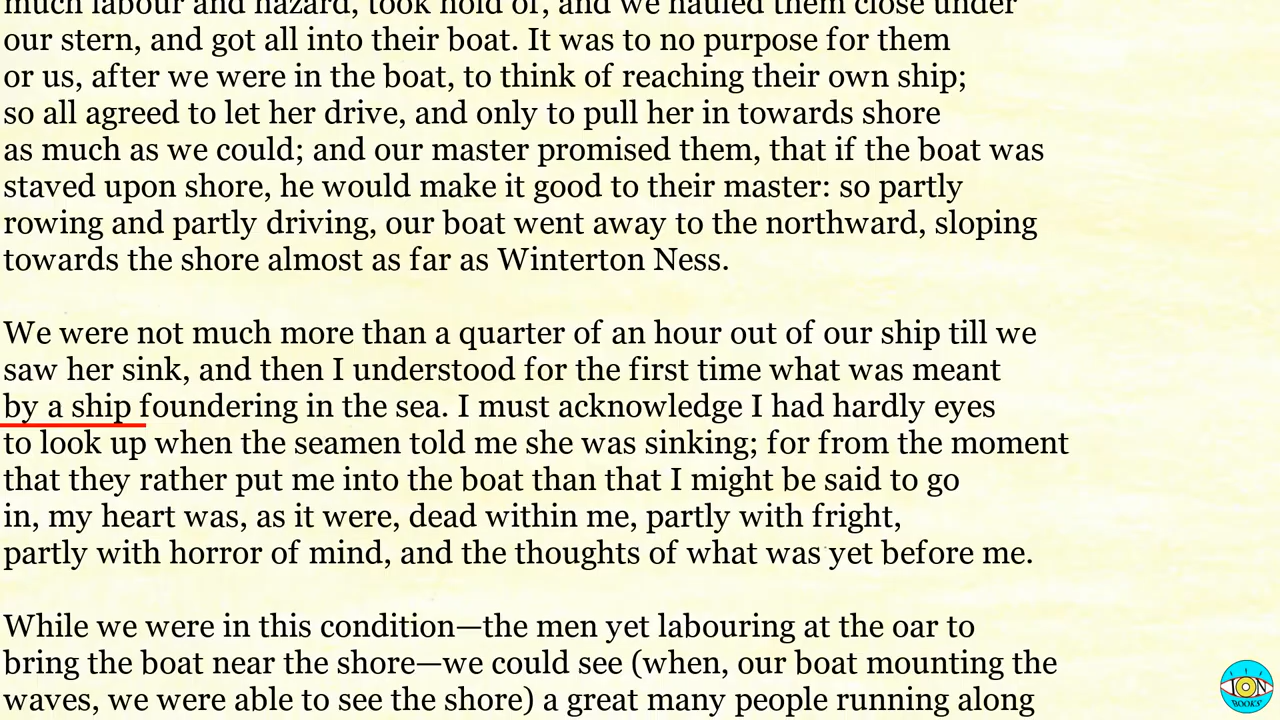 much labour and hazard, took hold of, and we hauled them close under
our stern, and got all into their boat. It was to no purpose for them
or us, after we were in the boat, to think of reaching their own ship;
so all agreed to let her drive, and only to pull her in towards shore
as much as we could; and our master promised them, that if the boat was
staved upon shore, he would make it good to their master: so partly
rowing and partly driving, our boat went away to the northward, sloping
towards the shore almost as far as Winterton Ness.
We were not much more than a quarter of an hour out of our ship till we
saw her sink, and then I understood for the first time what was meant
by a ship foundering in the sea. I must acknowledge I had hardly eyes
to look up when the seamen told me she was sinking; for from the moment
that they rather put me into the boat than that I might be said to go
in, my heart was, as it were, dead within me, partly with fright,
partly with horror of mind, and the thoughts of what was yet before me.
While we were in this condition—the men yet labouring at the oar to
bring the boat near the shore—we could see (when, our boat mounting the
waves, we were able to see the shore) a great many people running along
ION
BOOKS